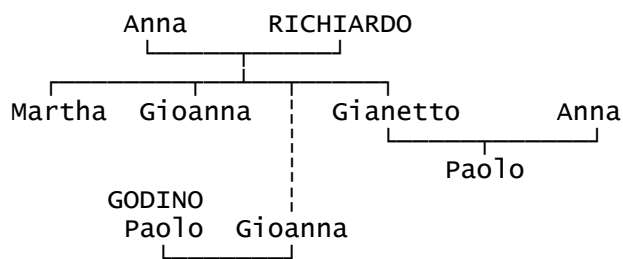 Anna RICHIARDO
Martha Gioanna Gianetto Anna
Paolo
GODINO
Paolo Gioanna